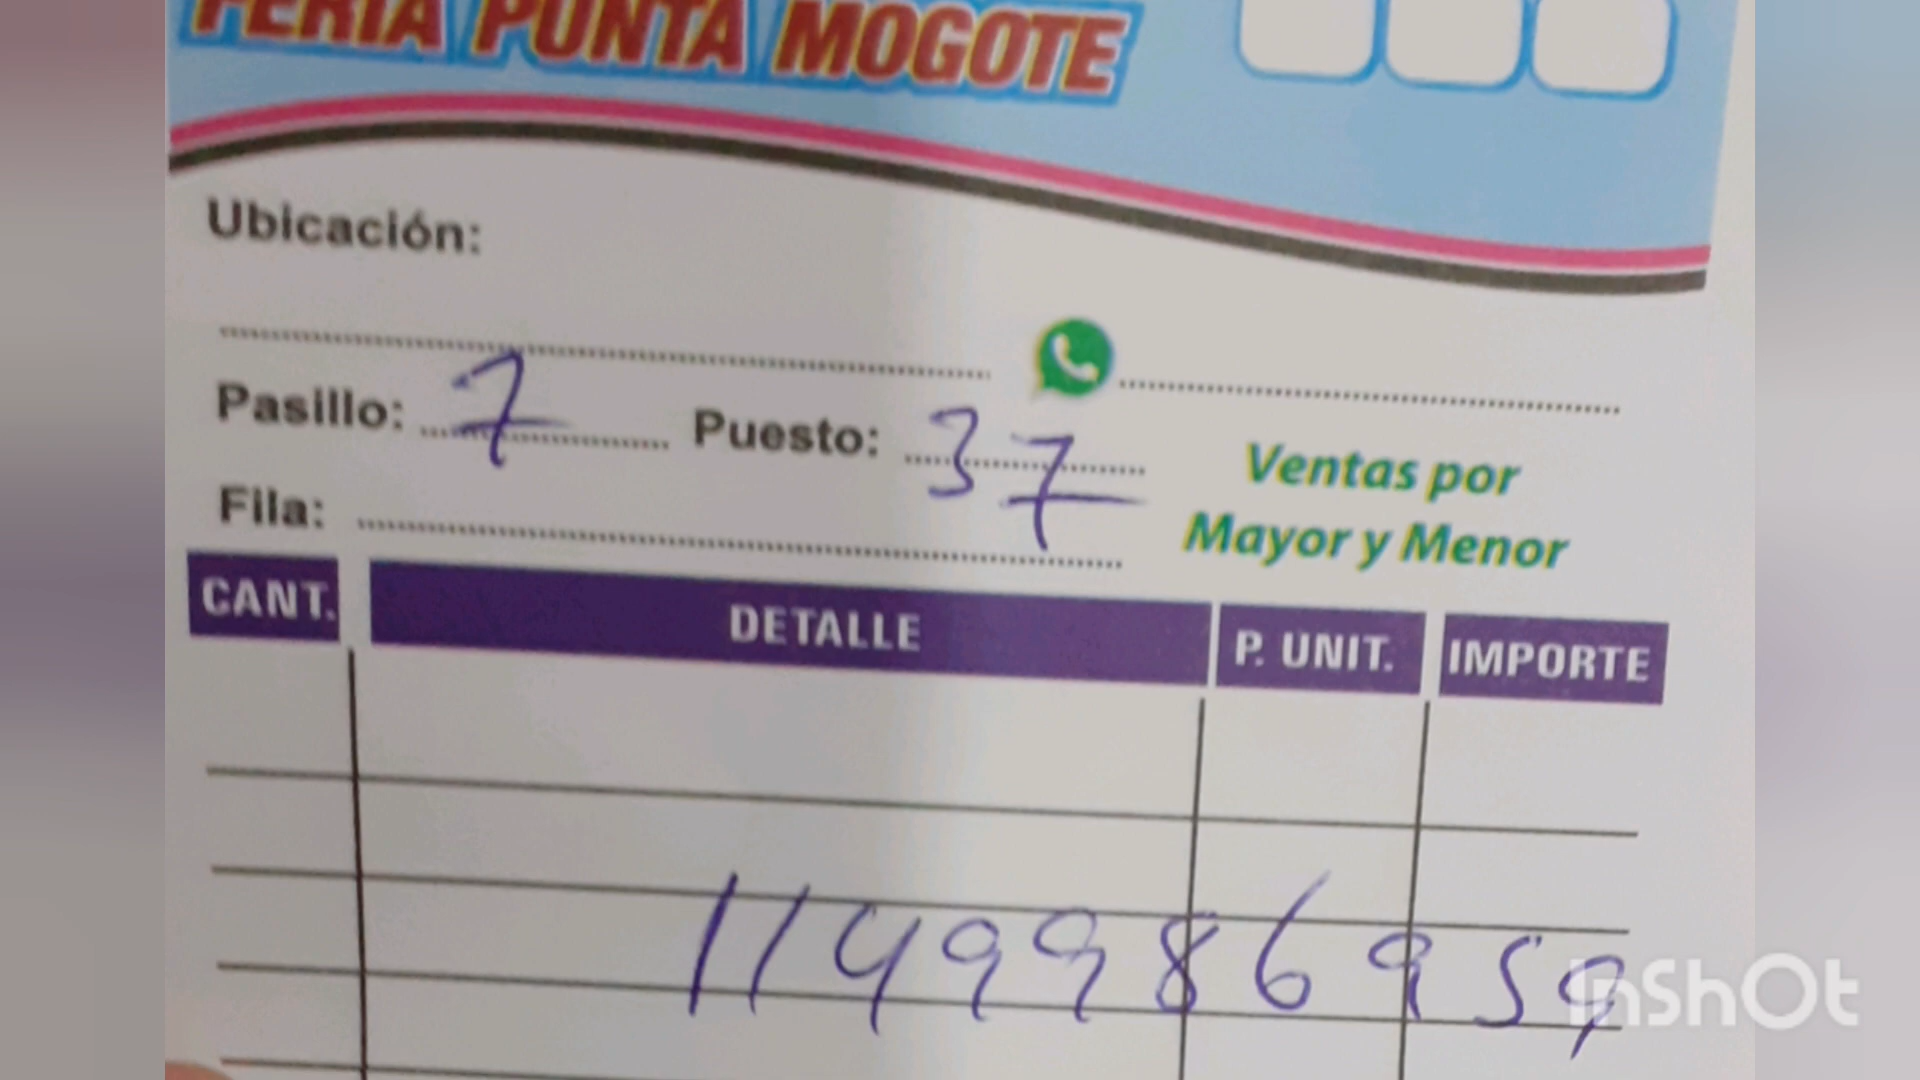 FERIA PUNTA MOGOTE
Ubicación:
Pasillo: 7 Puesto: 37
Fila:
Ventas por
Mayor y Menor
CANT. DETALLE P. UNIT. IMPORTE
1149986959
InShOt